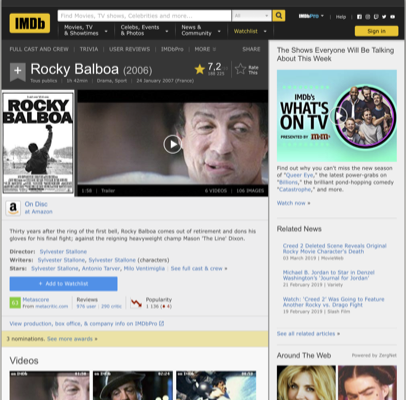 IMDb
Find Movies, TV shows, Celebrities and more...
All
IMDbPro
Help
Movies, TV
& Showtimes
Celebs, Events
& Photos
News &
Community
Watchlist
Sign in
FULL CAST AND CREW | TRIVIA | USER REVIEWS | IMDbPro | MORE
SHARE
Rocky Balboa (2006)
7,2
Rate
This
Tous publics | 1h 42min | Drama, Sport | 24 January 2007 (France)
ROCKY
BALBOA
1:58 | Trailer
6 VIDEOS | 106 IMAGES
On Disc
at Amazon
Thirty years after the ring of the first bell, Rocky Balboa comes out of retirement and dons his
gloves for his final fight; against the reigning heavyweight champ Mason 'The Line' Dixon.
Director: Sylvester Stallone
Writers: Sylvester Stallone, Sylvester Stallone (characters)
Stars: Sylvester Stallone, Antonio Tarver, Milo Ventimiglia | See full cast & crew »
+ Add to Watchlist
63
Metascore
From metacritic.com
Reviews
976 user | 290 critic
Popularity
View production, box office, & company info on IMDbPro
3 nominations. See more awards »
Videos
The Shows Everyone Will Be Talking
About This Week
IMDb's
WHAT'S
ON TV
PRESENTED BY
Find out why you can't miss the new season
of "Queer Eye," the latest power-grabs on
"Billions," the brilliant pond-hopping comedy
"Catastrophe," and more.
Watch now »
Related News
Creed 2 Deleted Scene Reveals Original
Rocky Movie Character's Death
03 March 2019 | MovieWeb
Michael B. Jordan to Star in Denzel
Washington's 'Journal for Jordan'
21 February 2019 | Variety
Watch: 'Creed 2' Was Going to Feature
Another Rocky vs. Drago Fight
19 February 2019 | Slash Film
See all related articles »
Around The Web
Powered by ZergNet